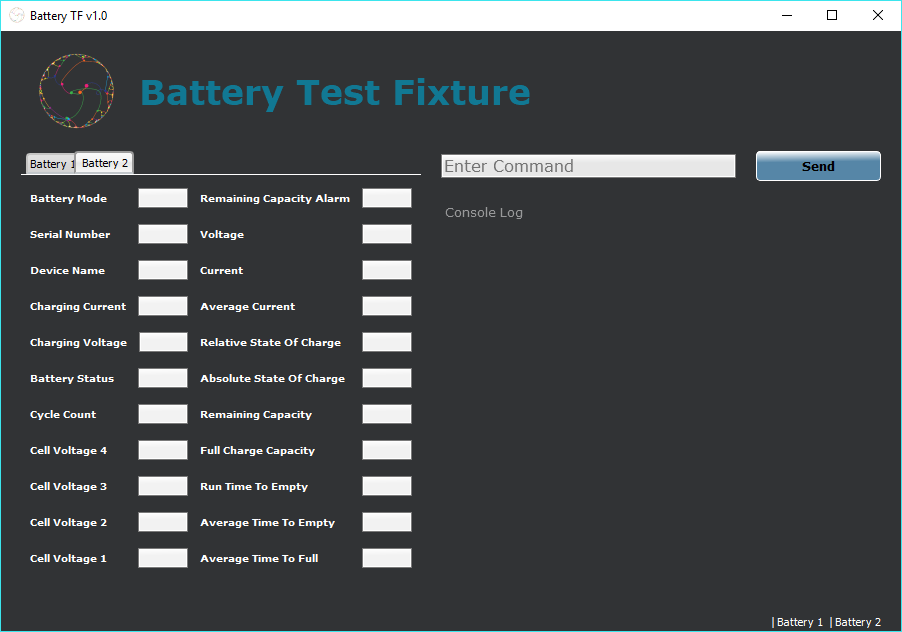 Battery TF v1.0
Battery Test Fixture
Battery 1 Battery 2
Enter Command Send
Console Log
Battery Mode Remaining Capacity Alarm
Serial Number Voltage
Device Name Current
Charging Current Average Current
Charging Voltage Relative State Of Charge
Battery Status Absolute State Of Charge
Cycle Count Remaining Capacity
Cell Voltage 4 Full Charge Capacity
Cell Voltage 3 Run Time To Empty
Cell Voltage 2 Average Time To Empty
Cell Voltage 1 Average Time To Full
| Battery 1 | Battery 2